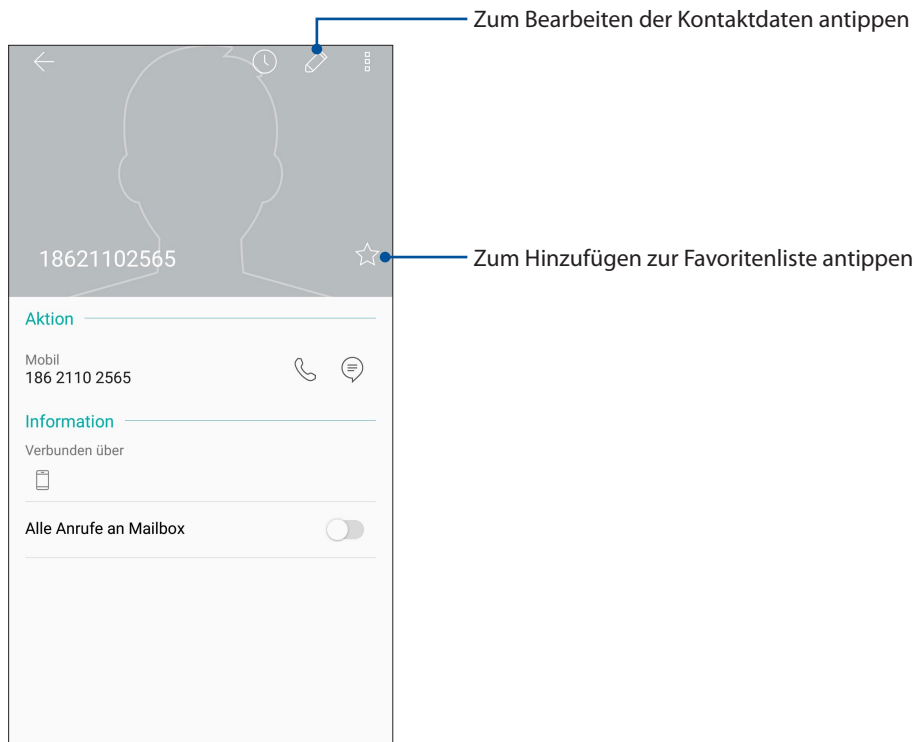 Zum Bearbeiten der Kontaktdaten antippen
18621102565
Zum Hinzufügen zur Favoritenliste antippen
Aktion
Mobil
186 2110 2565
Information
Verbunden über
Alle Anrufe an Mailbox